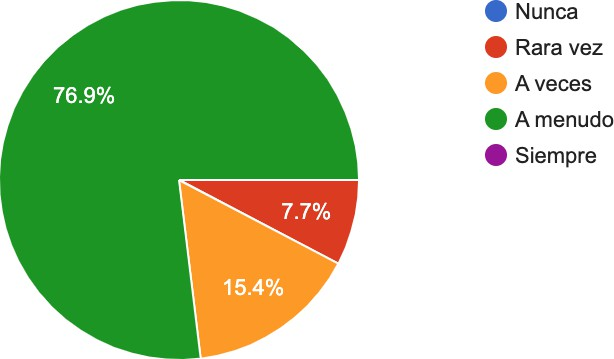 76.9%
7.7%
15.4%
Nunca
Rara vez
A veces
A menudo
Siempre